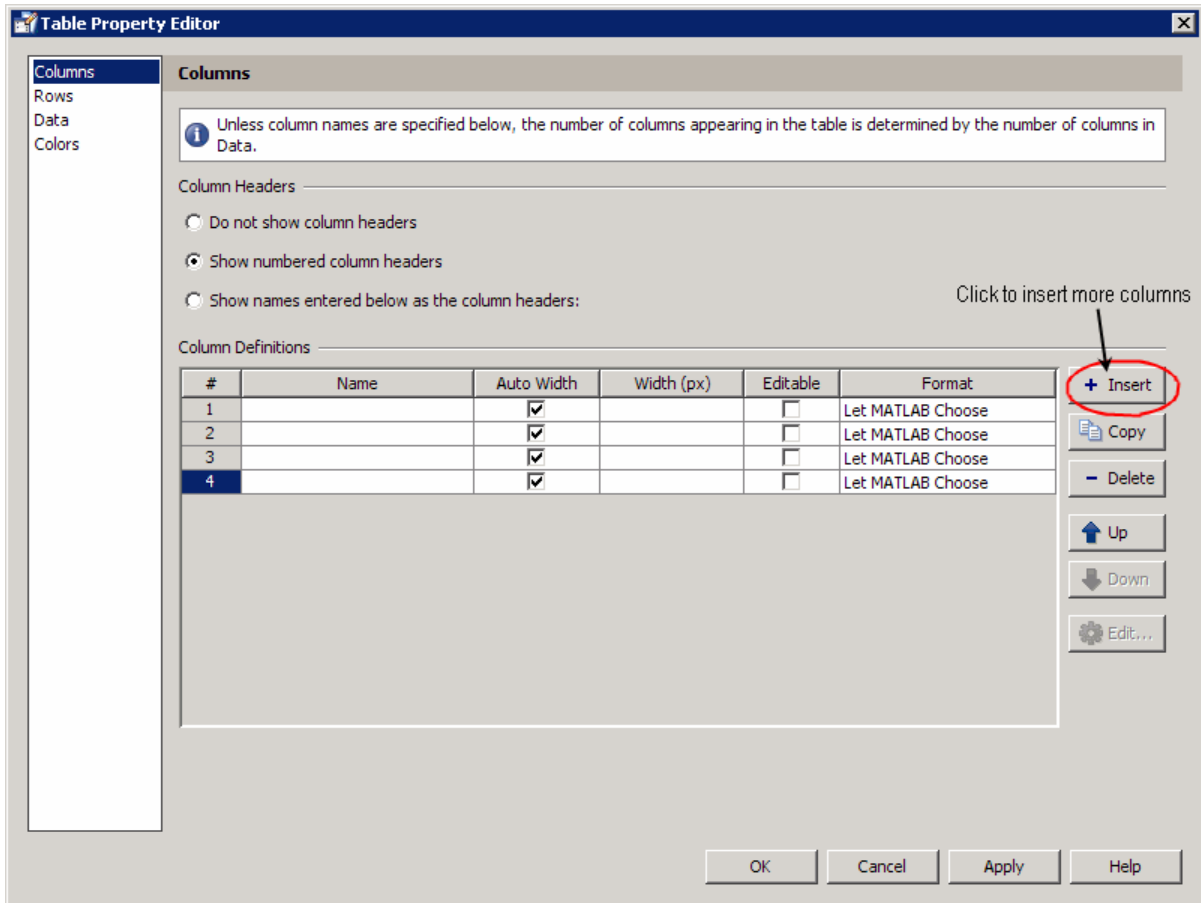 Table Property Editor
Columns
Rows
Data
Colors
Columns
Unless column names are specified below, the number of columns appearing in the table is determined by the number of columns in
Data.
Column Headers
Do not show column headers
Show numbered column headers
Show names entered below as the column headers:
Click to insert more columns
Column Definitions
# Name Auto Width Width (px) Editable Format
1 Let MATLAB Choose
2 Let MATLAB Choose
3 Let MATLAB Choose
4 Let MATLAB Choose
+ Insert
Copy
- Delete
Up
Down
Edit...
OK Cancel Apply Help